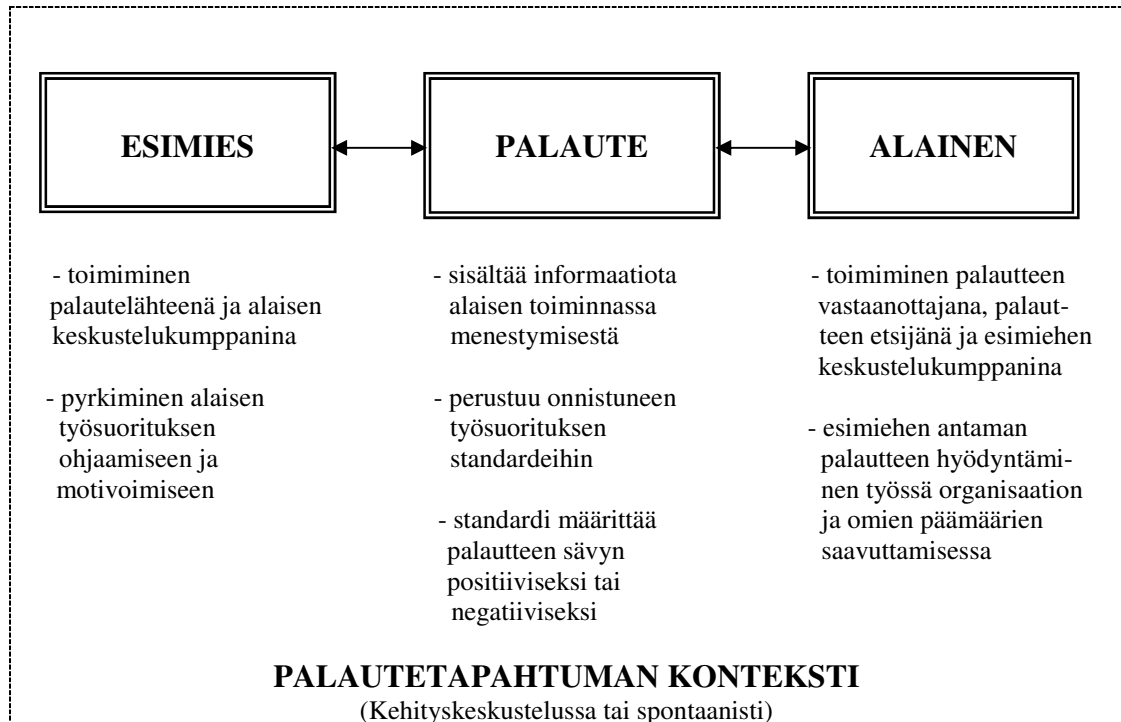 ESIMIES
PALAUTE
ALAINEN
- toimiminen
palautelähteenä ja alaisen
keskustelukumppanina
- pyrkiminen alaisen
työsuorituksen
ohjaamiseen ja
motivoimiseen
- sisältää informaatiota
alaisen toiminnassa
menestymisestä
- perustuu onnistuneen
työsuorituksen
standardeihin
- standardi määrittää
palautteen sävyn
positiiviseksi tai
negatiiviseksi
- toimiminen palautteen
vastaanottajana, palaut-
teen etsijänä ja esimiehen
keskustelukumppanina
- esimiehen antaman
palautteen hyödyntämi-
nen työssä organisaation
ja omien päämäärien
saavuttamisessa
PALAUTETAPAHTUMAN KONTEKSTI
(Kehityskeskustelussa tai spontaanisti)